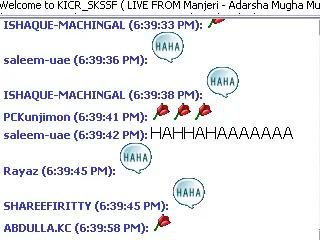 Welcome to KICR_SKSSF ( LIVE FROM Manjeri - Adarsha Mugha Mu
ISHAQUE-MACHINGAL (6:39:33 PM):
HAHA
saleem-uae (6:39:36 PM):
HAHA
ISHAQUE-MACHINGAL (6:39:38 PM):
PCKunjimon (6:39:41 PM):
saleem-uae (6:39:42 PM): HAHHAHAAAAAAA
HAHA
Rayaz (6:39:45 PM):
HAHA
SHAREEFIRITTY (6:39:45 PM):
ABDULLA.KC (6:39:58 PM):